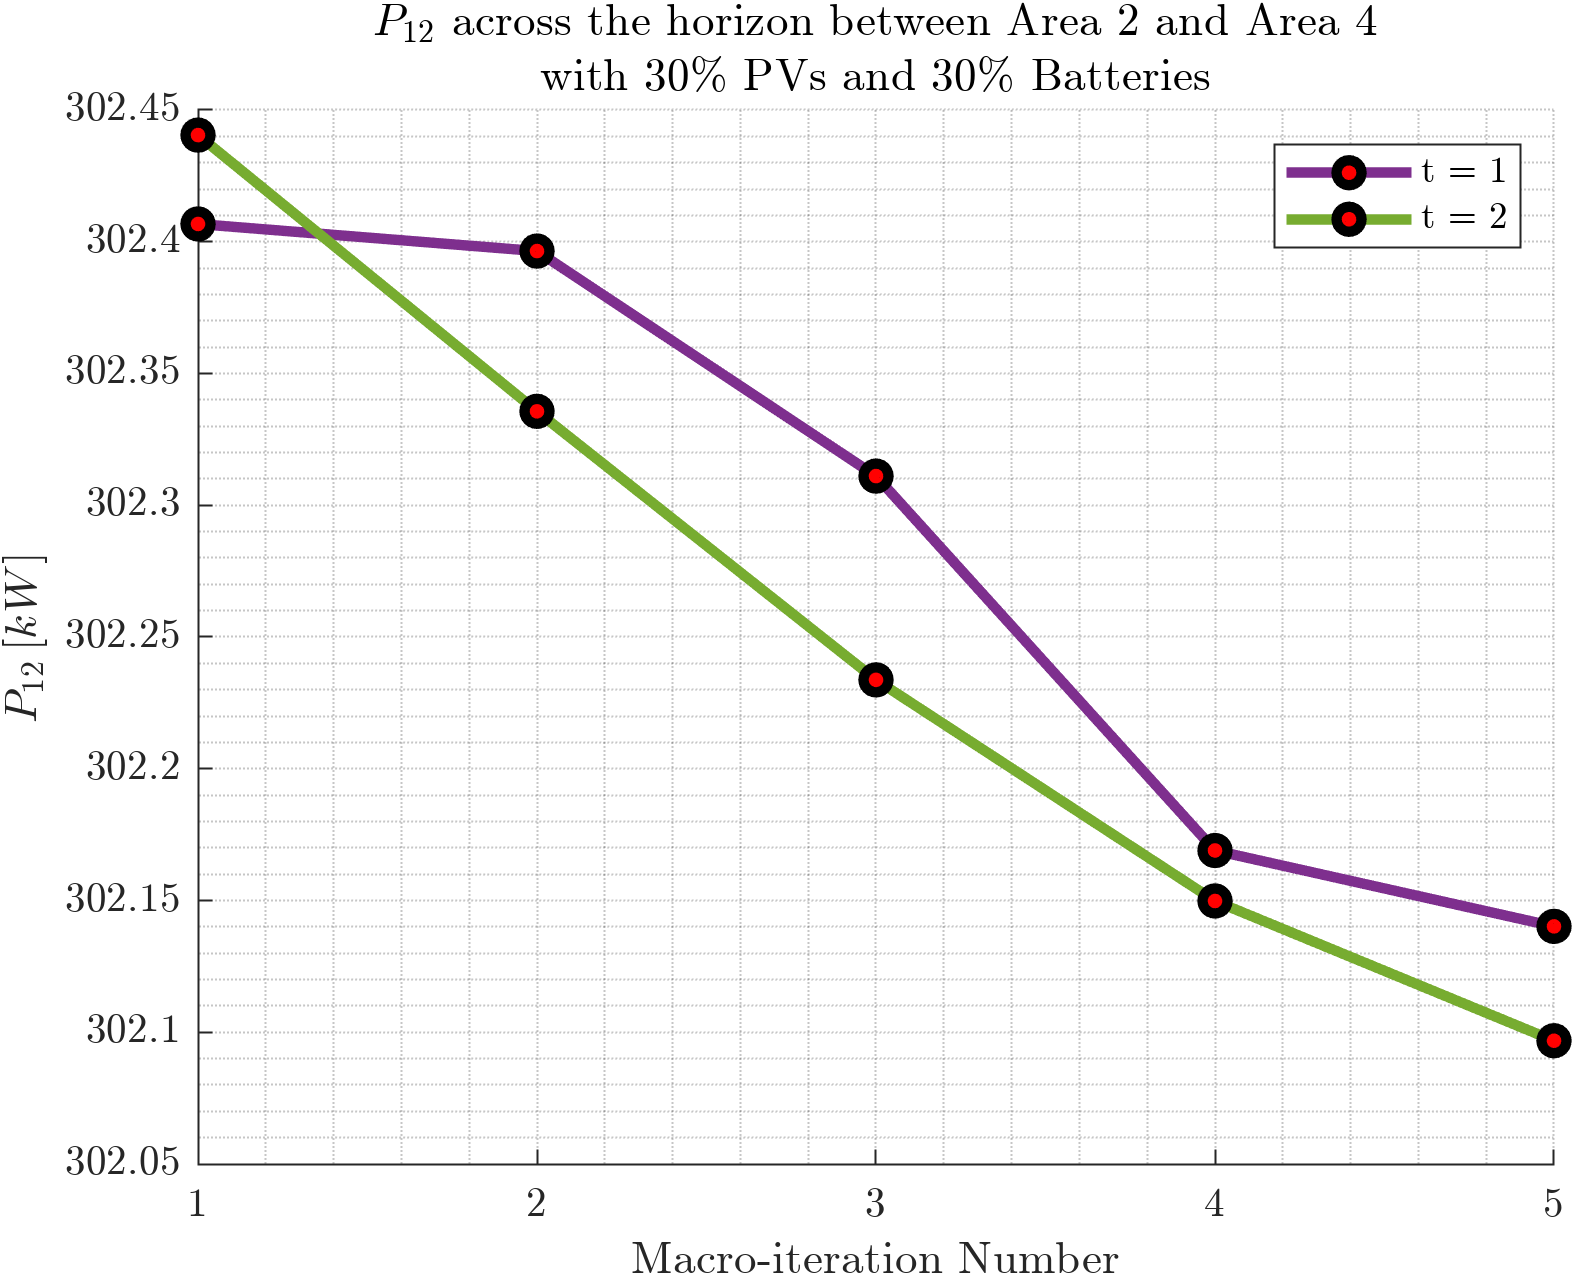 P₁₂ across the horizon between Area 2 and Area 4
with 30% PVs and 30% Batteries
t = 1
t = 2
P₁₂ [kW]
302.45
302.4
302.35
302.3
302.25
302.2
302.15
302.1
302.05
1 2 3 4 5
Macro-iteration Number